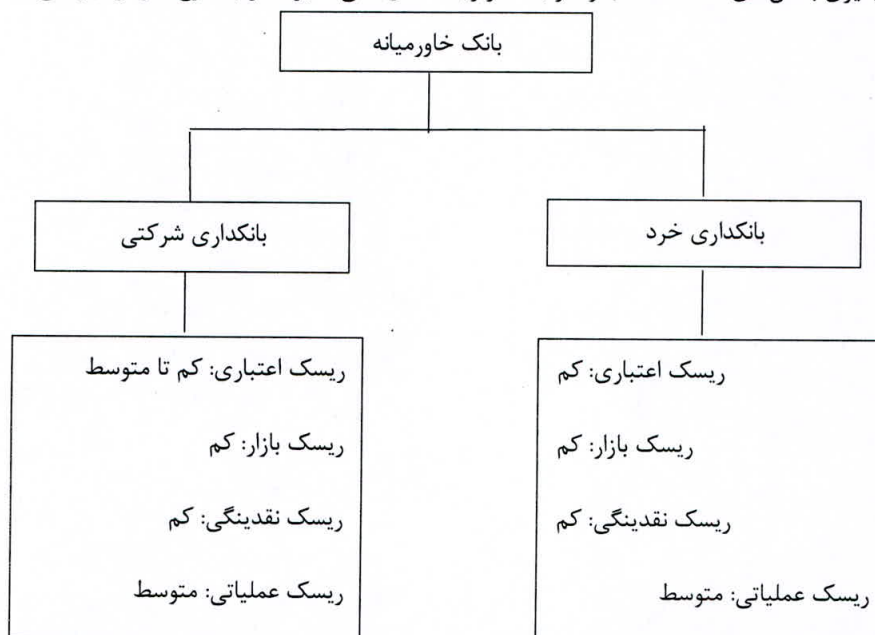 بانک خاورمیانه
بانکداری خرد
بانکداری شرکتی
ریسک اعتباری: کم
ریسک بازار: کم
ریسک نقدینگی: کم
ریسک عملیاتی: متوسط
ریسک اعتباری: کم تا متوسط
ریسک بازار: کم
ریسک نقدینگی: کم
ریسک عملیاتی: متوسط